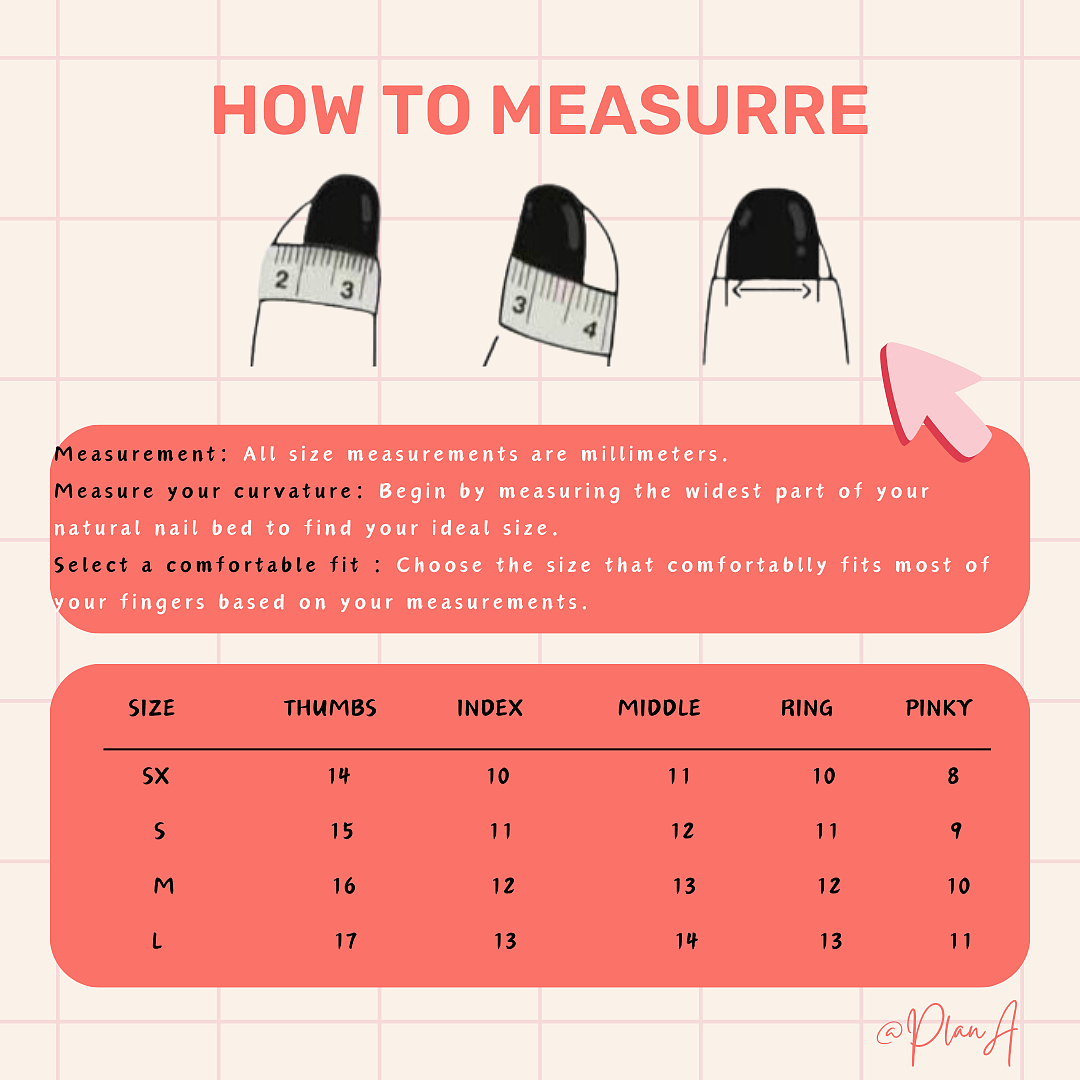 HOW TO MEASURRE
2 3 3 4
Measurement: All size measurements are millimeters.
Measure your curvature: Begin by measuring the widest part of your
natural nail bed to find your ideal size.
Select a comfortable fit : Choose the size that comfortablly fits most of
your fingers based on your measurements.
SIZE THUMBS INDEX MIDDLE RING PINKY
SX 14 10 11 10 8
S 15 11 12 11 9
M 16 12 13 12 10
L 17 13 14 13 11
@Plan A